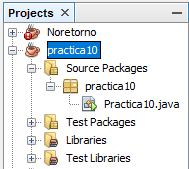 Projects
Noretorno
practica10
Source Packages
practica10
Practica10.java
Test Packages
Libraries
Test Libraries